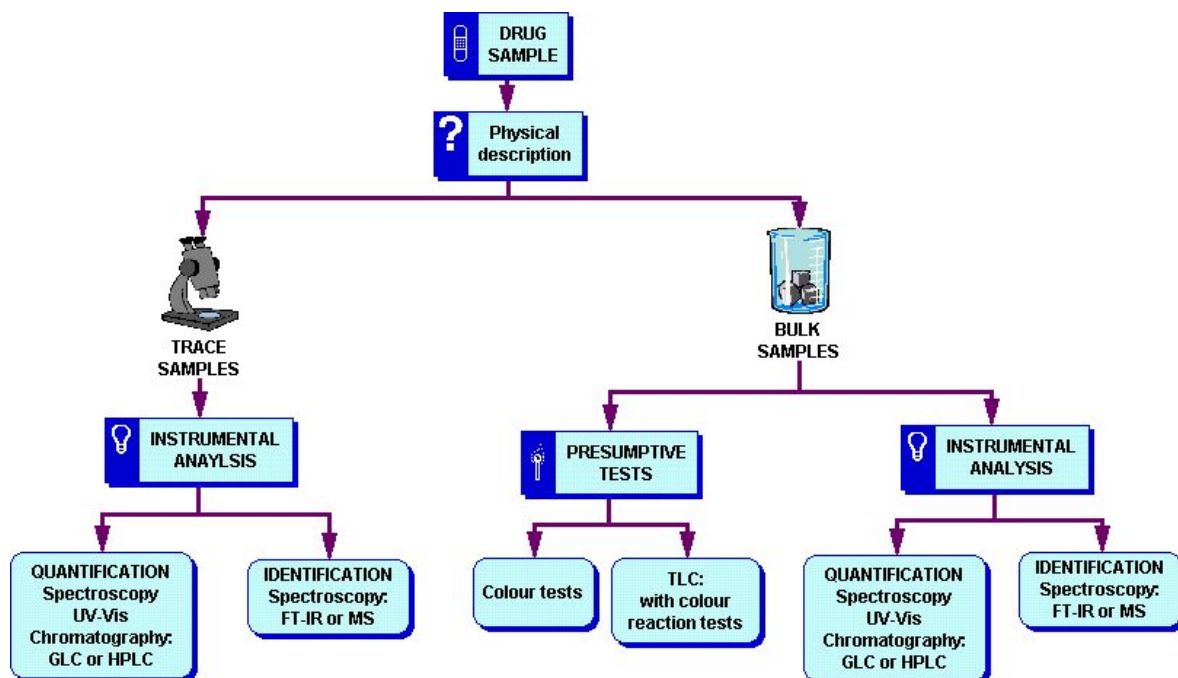 DRUG
SAMPLE
?
Physical
description
TRACE
SAMPLES
BULK
SAMPLES
INSTRUMENTAL
ANAYLSIS
PRESUMPTIVE
TESTS
INSTRUMENTAL
ANALYSIS
QUANTIFICATION
Spectroscopy
UV-Vis
Chromatography:
GLC or HPLC
IDENTIFICATION
Spectroscopy:
FT-IR or MS
Colour tests
TLC:
with colour
reaction tests
QUANTIFICATION
Spectroscopy
UV-Vis
Chromatography:
GLC or HPLC
IDENTIFICATION
Spectroscopy:
FT-IR or MS